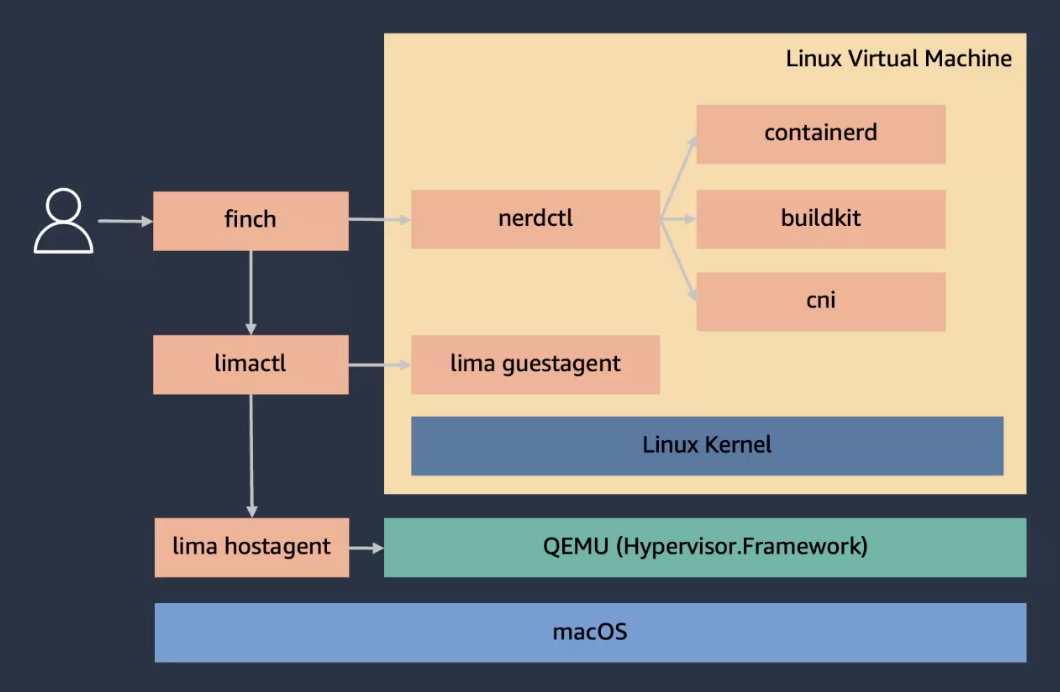 Linux Virtual Machine
containerd
finch
nerdctl
buildkit
cni
limactl
lima guestagent
Linux Kernel
lima hostagent
QEMU (Hypervisor.Framework)
macOS